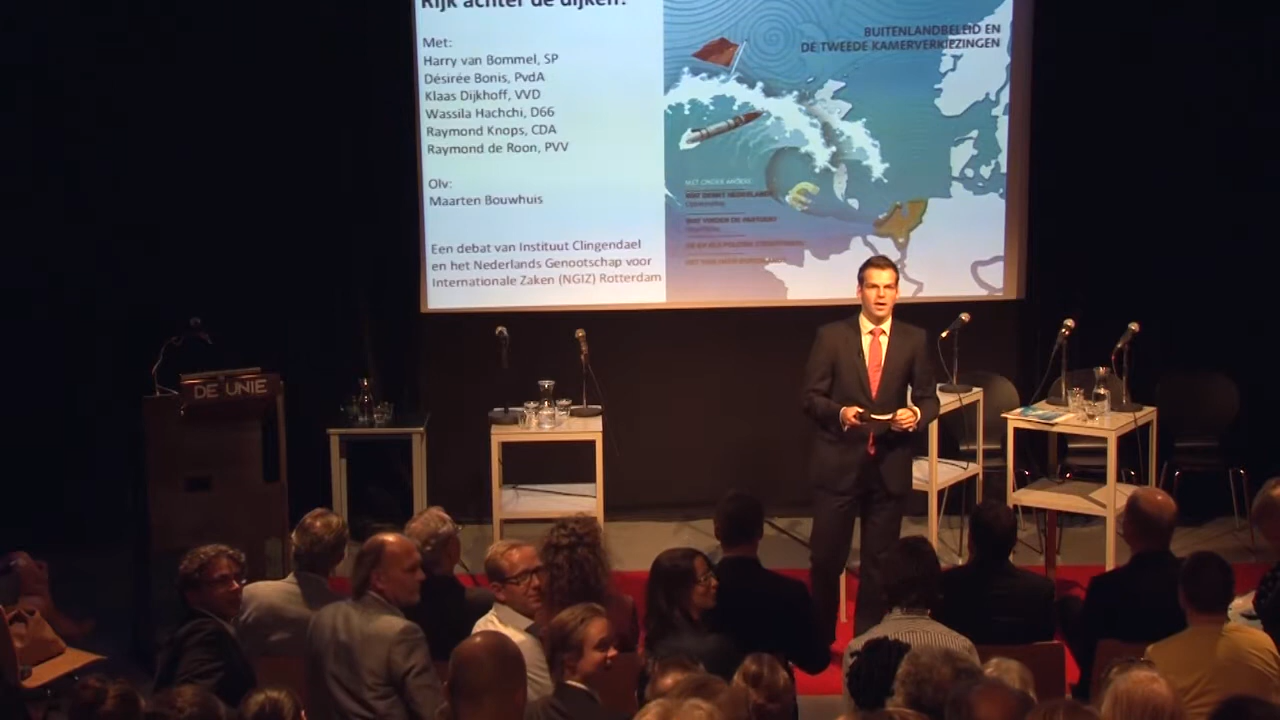 Rijk achter de dijken?
Met:
Harry van Bommel, SP
Désirée Bonis, PvdA
Klaas Dijkhoff, VVD
Wassila Hachchi, D66
Raymond Knops, CDA
Raymond de Roon, PVV
Olv:
Maarten Bouwhuis
Een debat van Instituut Clingendael
en het Nederlands Genootschap voor
Internationale Zaken (NGIZ) Rotterdam
BUITENLANDBELEID EN
DE TWEEDE KAMERVERKIEZINGEN
DE UNIE